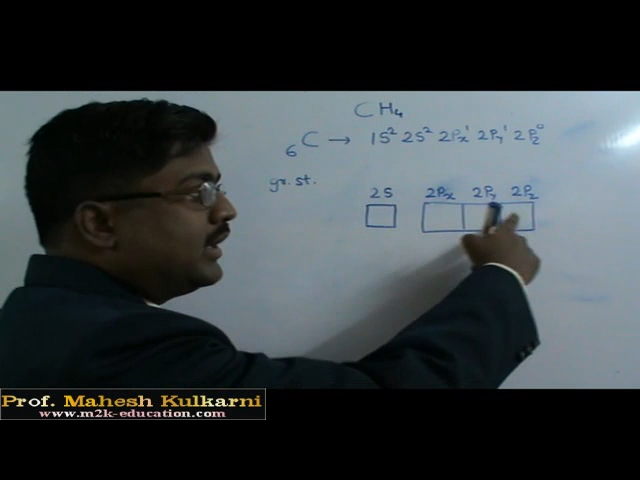 CH₄
₆C → 1S² 2S² 2Px¹ 2Py¹ 2Pz⁰
gr. st.
2S 2Px 2Py 2Pz
Prof. Mahesh Kulkarni
www.m2k-education.com